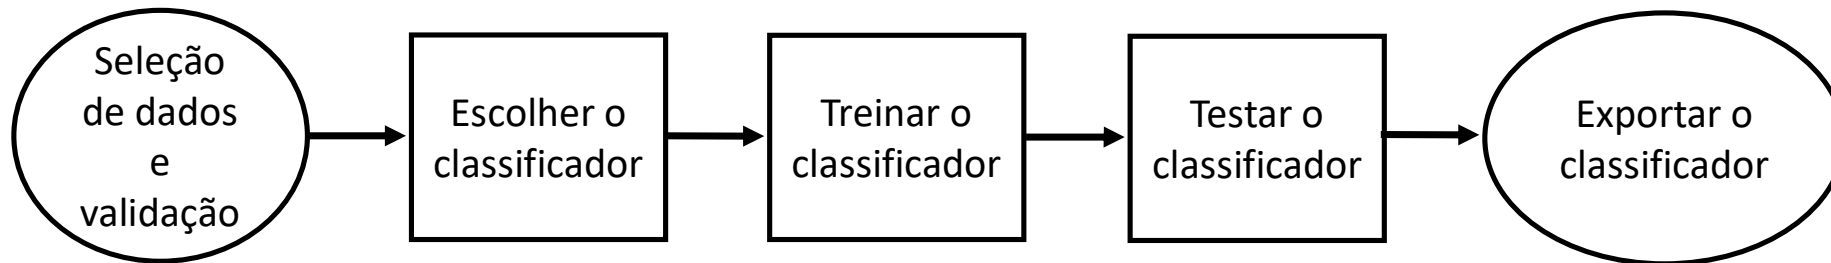 Seleção
de dados
e
validação
Escolher o
classificador
Treinar o
classificador
Testar o
classificador
Exportar o
classificador